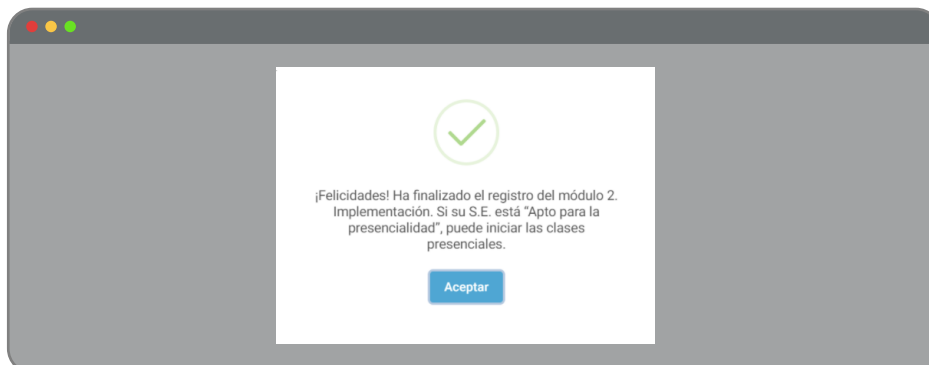 ¡Felicidades! Ha finalizado el registro del módulo 2.
Implementación. Si su S.E. está “Apto para la
presencialidad”, puede iniciar las clases
presenciales.
Aceptar